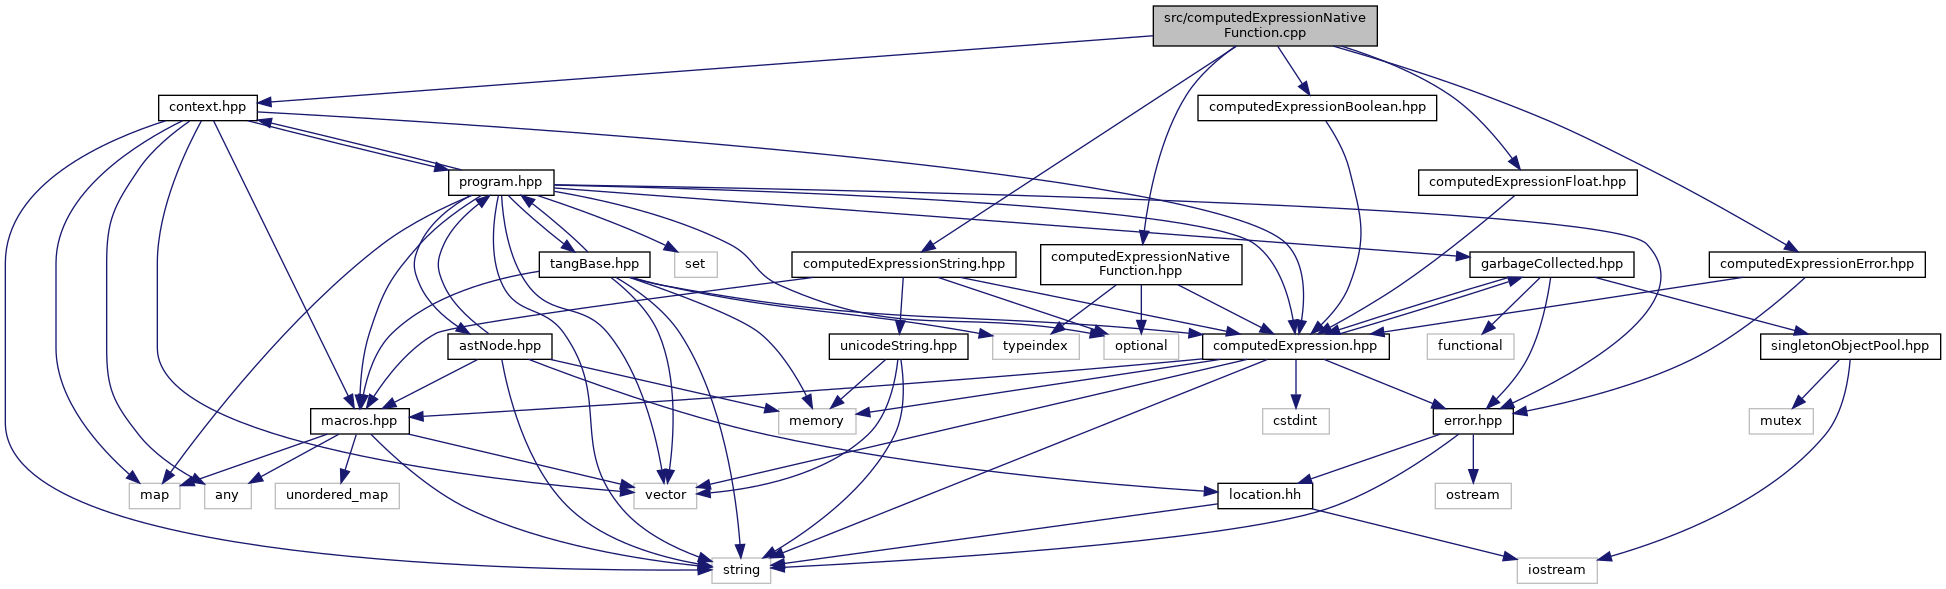 src/computedExpressionNative
Function.cpp
context.hpp
computedExpressionBoolean.hpp
program.hpp
computedExpressionFloat.hpp
tangBase.hpp
set
computedExpressionString.hpp
computedExpressionNative
Function.hpp
garbageCollected.hpp
computedExpressionError.hpp
astNode.hpp
unicodeString.hpp
typeindex
optional
computedExpression.hpp
functional
singletonObjectPool.hpp
macros.hpp
memory
cstdint
error.hpp
mutex
map
any
unordered_map
vector
location.hh
ostream
string
iostream